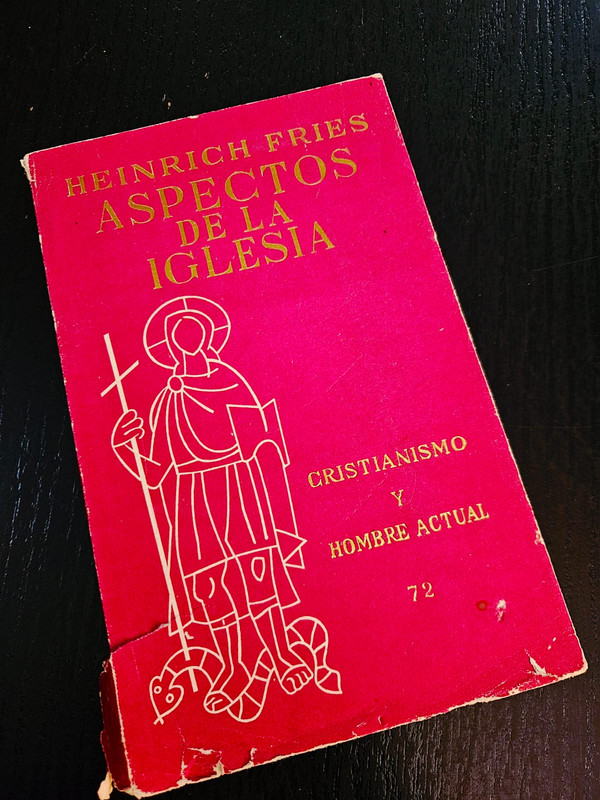 HEINRICH FRIES
ASPECTOS
DE LA
IGLESIA
CRISTIANISMO
Y
HOMBRE ACTUAL
72